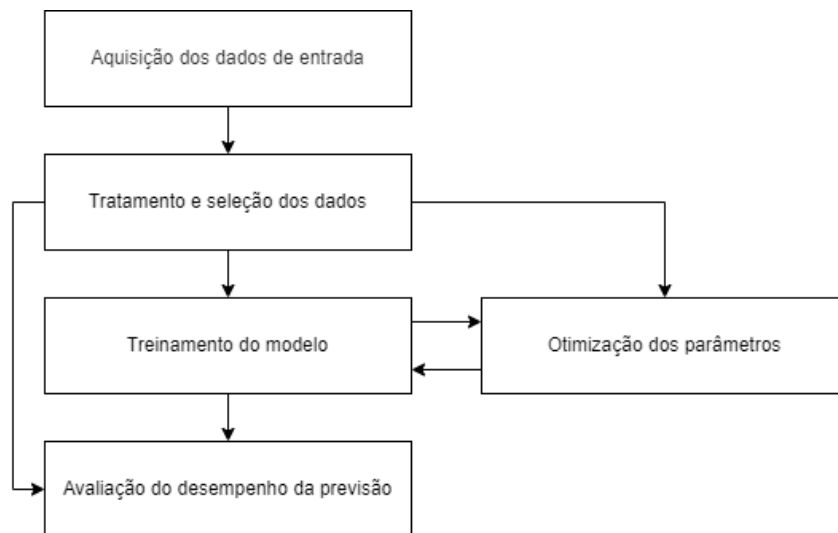 Aquisição dos dados de entrada
Tratamento e seleção dos dados
Treinamento do modelo
Otimização dos parâmetros
Avaliação do desempenho da previsão